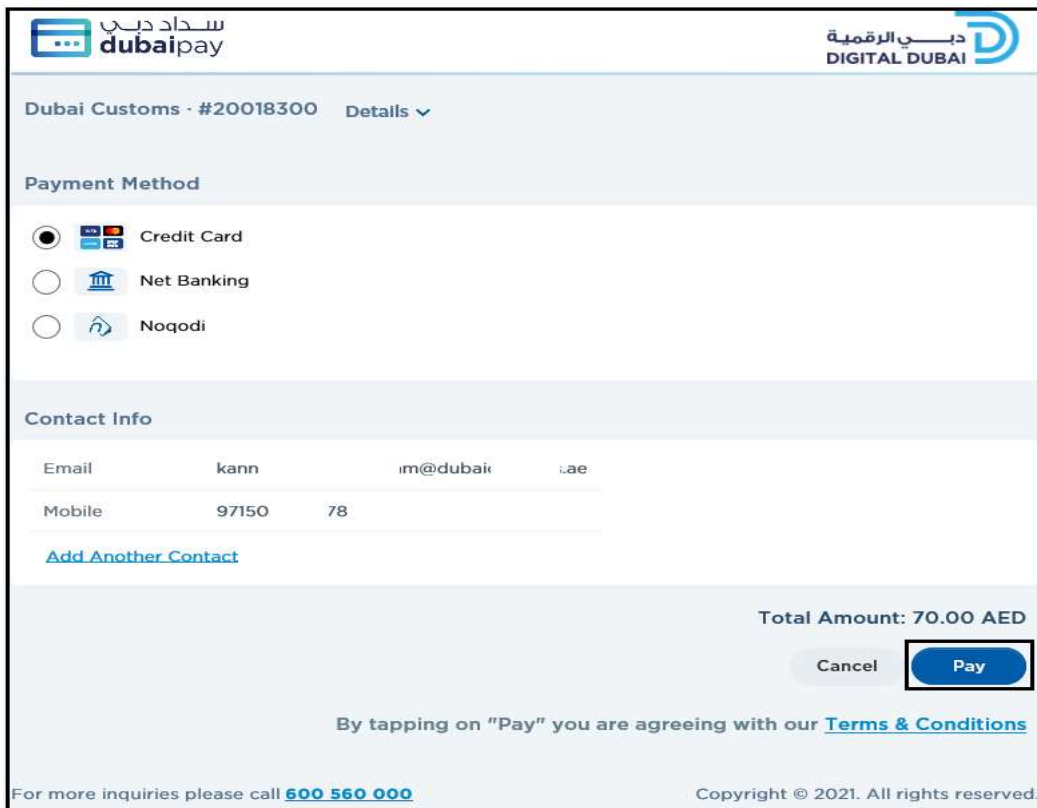 سداد دبي
dubaipay
دبي الرقمية
DIGITAL DUBAI
Dubai Customs · #20018300 Details
Payment Method
Credit Card
Net Banking
Noqodi
Contact Info
Email kann m@dubai .ae
Mobile 97150 78
Add Another Contact
Total Amount: 70.00 AED
Cancel Pay
By tapping on "Pay" you are agreeing with our Terms & Conditions
For more inquiries please call 600 560 000 Copyright © 2021. All rights reserved.